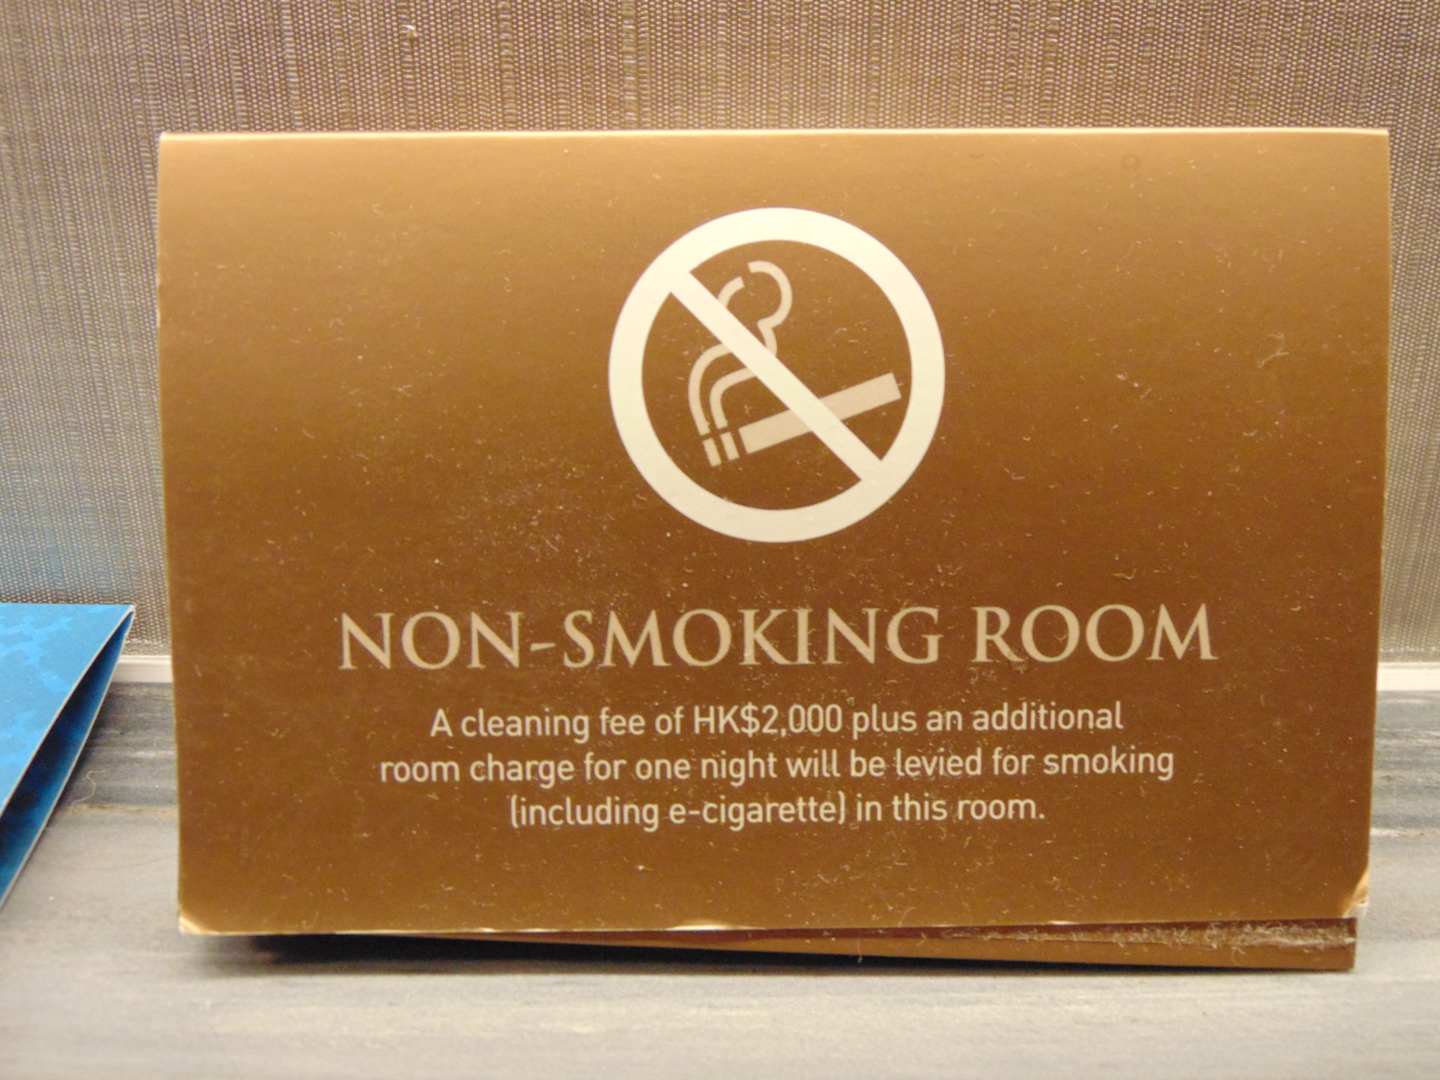 NON-SMOKING ROOM
A cleaning fee of HK$2,000 plus an additional
room charge for one night will be levied for smoking
(including e-cigarette) in this room.